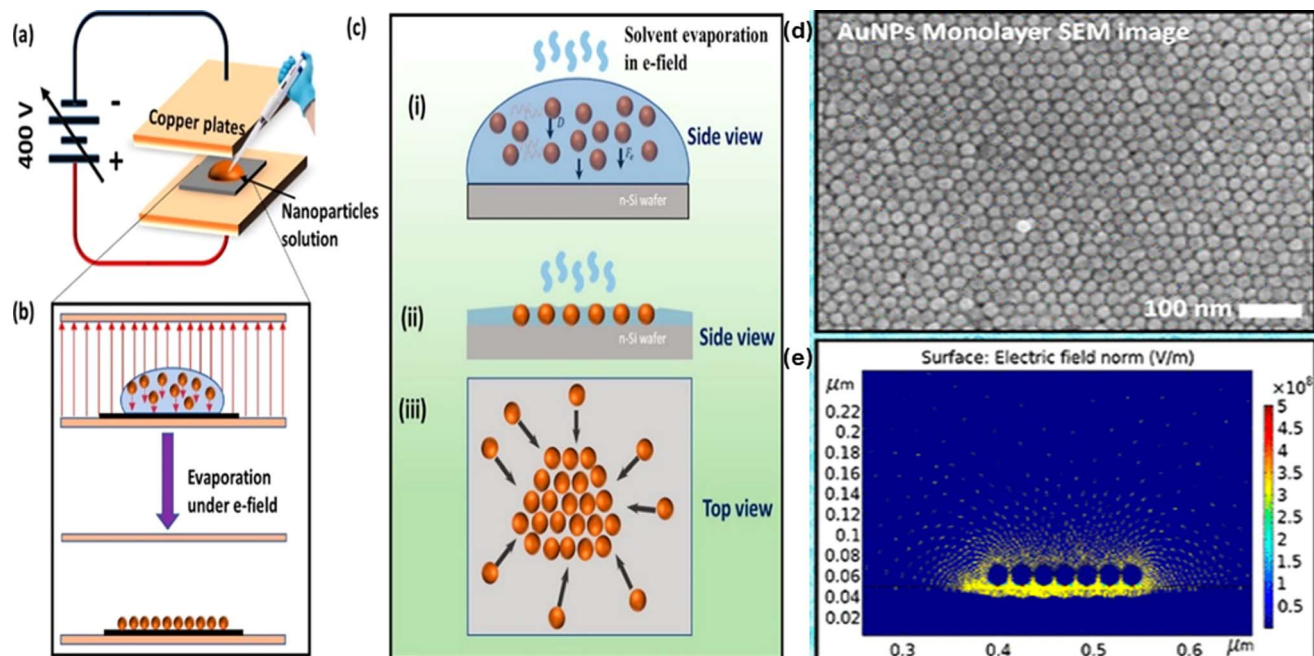 (a)
400 V
-
+
Copper plates
Nanoparticles
solution
(b)
Evaporation
under e-field
(c)
Solvent evaporation
in e-field
(i)
D
Fe
Side view
n-Si wafer
(ii)
n-Si wafer
Side view
(iii)
Top view
(d)
AuNPs Monolayer SEM image
100 nm
(e)
Surface: Electric field norm (V/m)
μm
×10⁸
0.22
0.2
0.18
0.16
0.14
0.12
0.1
0.08
0.06
0.04
0.02
5
4.5
4
3.5
3
2.5
2
1.5
1
0.5
0.3
0.4
0.5
0.6
μm